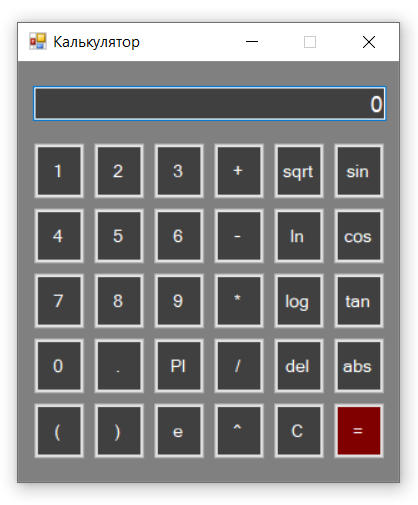 Калькулятор
0
1 2 3 + sqrt sin
4 5 6 - ln cos
7 8 9 * log tan
0 . PI / del abs
( ) e ^ C =